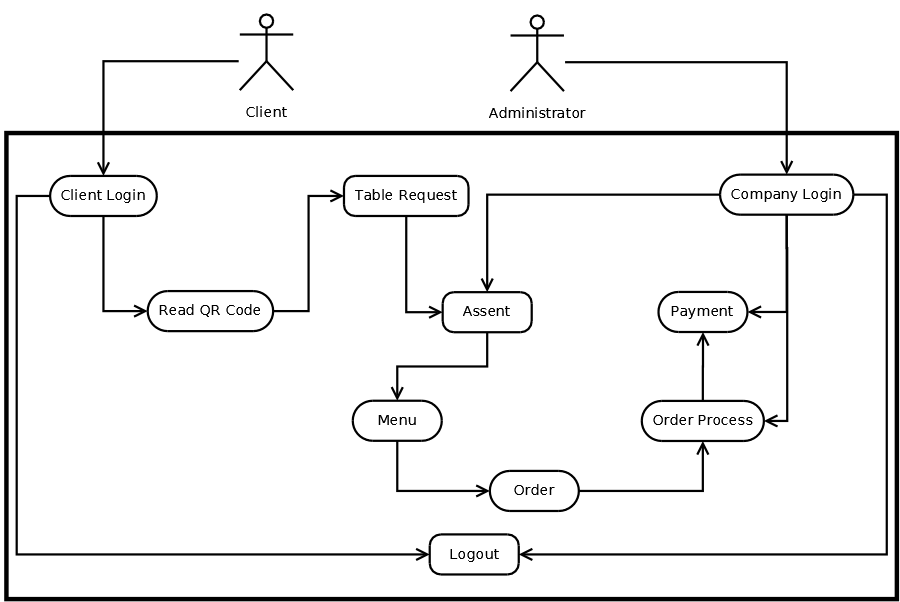 Client
Administrator
Client Login
Table Request
Company Login
Read QR Code
Assent
Payment
Menu
Order Process
Order
Logout